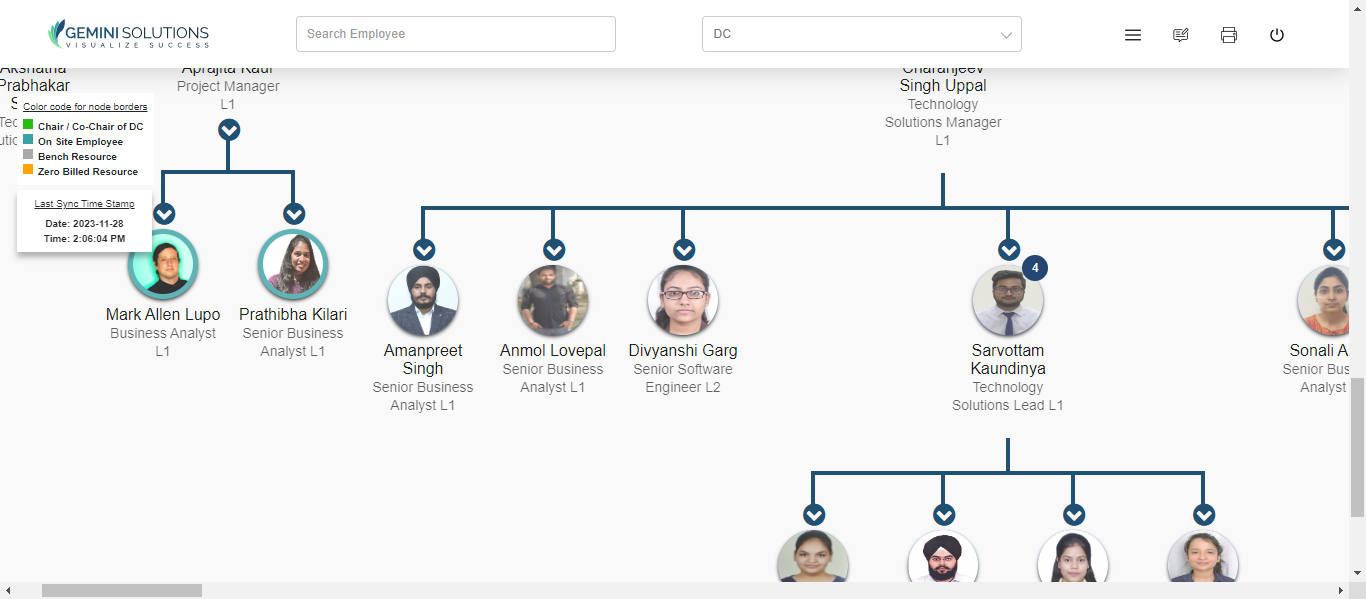 GEMINI SOLUTIONS
VISUALIZE SUCCESS
Search Employee
DC
Akshatha
Prabhakar
S
Aprajita Kaur
Project Manager
L1
Charanjeev
Singh Uppal
Technology
Solutions Manager
L1
Color code for node borders
Chair / Co-Chair of DC
On Site Employee
Bench Resource
Zero Billed Resource
Last Sync Time Stamp
Date: 2023-11-28
Time: 2:06:04 PM
Mark Allen Lupo
Business Analyst
L1
Prathibha Kilari
Senior Business
Analyst L1
Amanpreet
Singh
Senior Business
Analyst L1
Anmol Lovepal
Senior Business
Analyst L1
Divyanshi Garg
Senior Software
Engineer L2
4
Sarvottam
Kaundinya
Technology
Solutions Lead L1
Sonali A
Senior Bus
Analyst